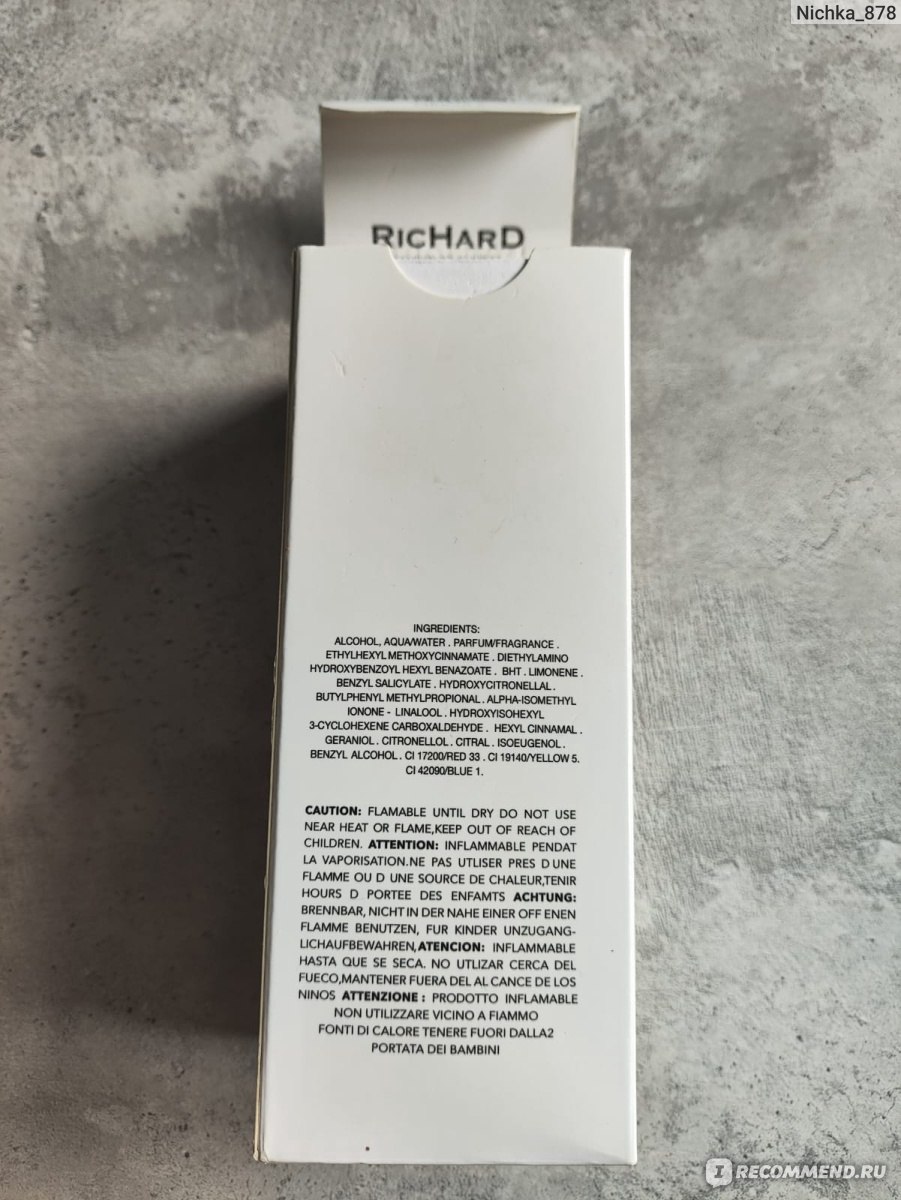 Nichka_878
RICHARD
INGREDIENTS:
ALCOHOL, AQUA/WATER . PARFUM/FRAGRANCE .
ETHYLHEXYL METHOXYCINNAMATE . DIETHYLAMINO
HYDROXYBENZOYL HEXYL BENAZOATE . BHT . LIMONENE .
BENZYL SALICYLATE . HYDROXYCITRONELLAL .
BUTYLPHENYL METHYLPROPIONAL . ALPHA-ISOMETHYL
IONONE - LINALOOL . HYDROXYISOHEXYL
3-CYCLOHEXENE CARBOXALDEHYDE . HEXYL CINNAMAL .
GERANIOL . CITRONELLOL . CITRAL . ISOEUGENOL .
BENZYL ALCOHOL . CI 17200/RED 33 . CI 19140/YELLOW 5.
CI 42090/BLUE 1.
CAUTION: FLAMABLE UNTIL DRY DO NOT USE
NEAR HEAT OR FLAME,KEEP OUT OF REACH OF
CHILDREN. ATTENTION: INFLAMMABLE PENDAT
LA VAPORISATION.NE PAS UTLISER PRES D UNE
FLAMME OU D UNE SOURCE DE CHALEUR,TENIR
HOURS D PORTEE DES ENFAMTS ACHTUNG:
BRENNBAR, NICHT IN DER NAHE EINER OFF ENEN
FLAMME BENUTZEN, FUR KINDER UNZUGANG-
LICHAUFBEWAHREN,ATENCION: INFLAMMABLE
HASTA QUE SE SECA. NO UTLIZAR CERCA DEL
FUECO,MANTENER FUERA DEL AL CANCE DE LOS
NINOS ATTENZIONE : PRODOTTO INFLAMABLE
NON UTILIZZARE VICINO A FIAMMO
FONTI DI CALORE TENERE FUORI DALLA2
PORTATA DEI BAMBINI
I RECOMMEND.RU